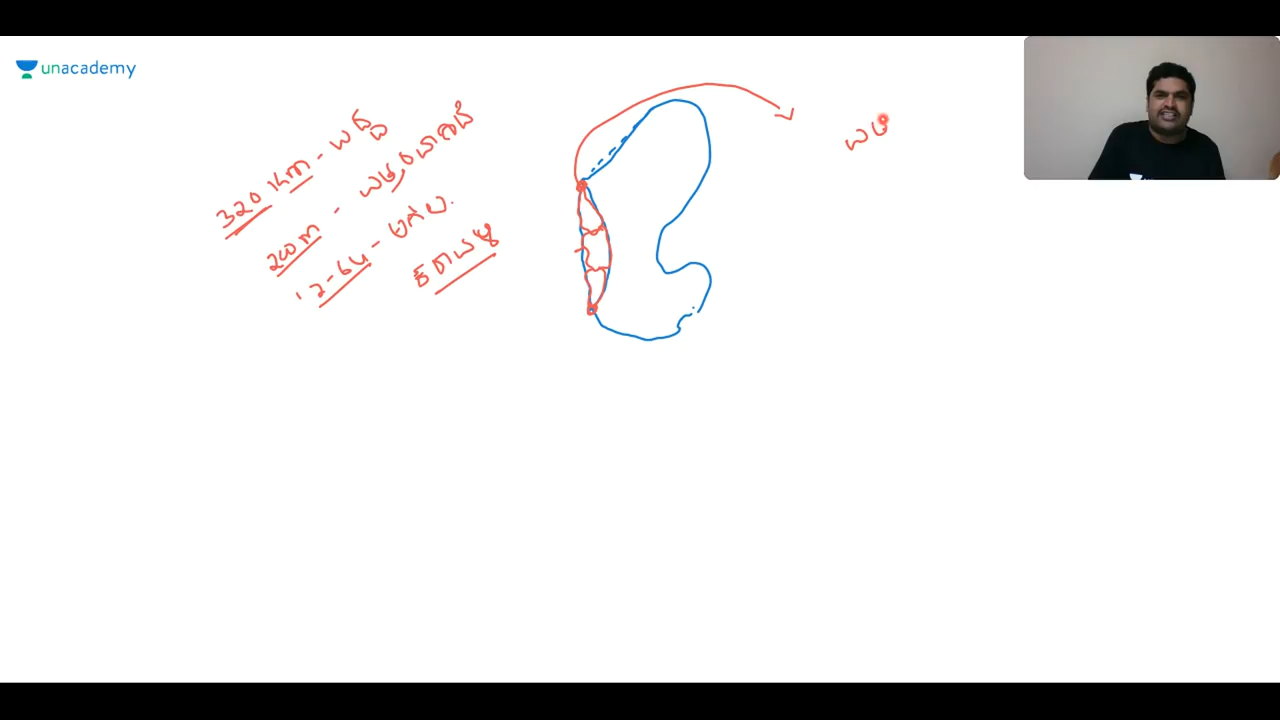 unacademy
320 km - ಉದ್ದ
200m -
12-64 - ಅಗಲ.
ಕರಾವಳಿ